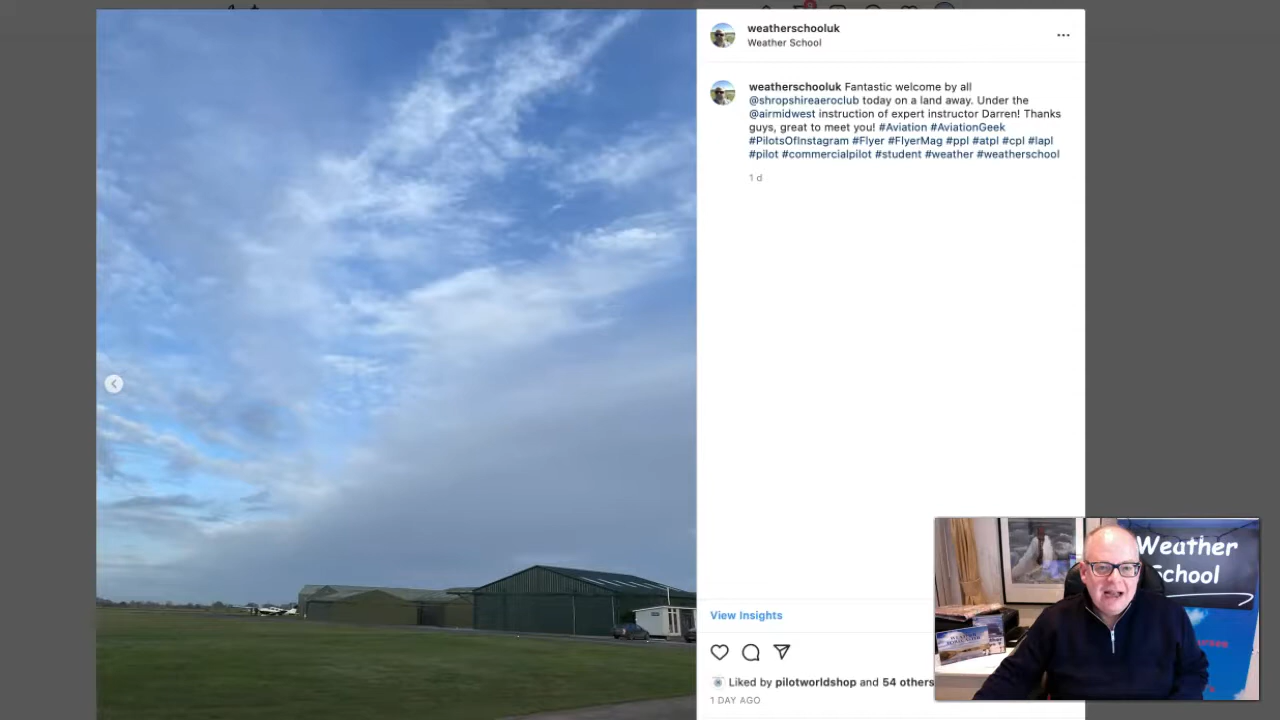 weatherschooluk
Weather School
weatherschooluk Fantastic welcome by all
@shropshireaeroclub today on a land away. Under the
@airmidwest instruction of expert instructor Darren! Thanks
guys, great to meet you! #Aviation #AviationGeek
#PilotsOfInstagram #Flyer #FlyerMag #ppl #atpl #cpl #lapl
#pilot #commercialpilot #student #weather #weatherschool
1 d
View Insights
Liked by pilotworldshop and 54 others
1 DAY AGO
Weather
School